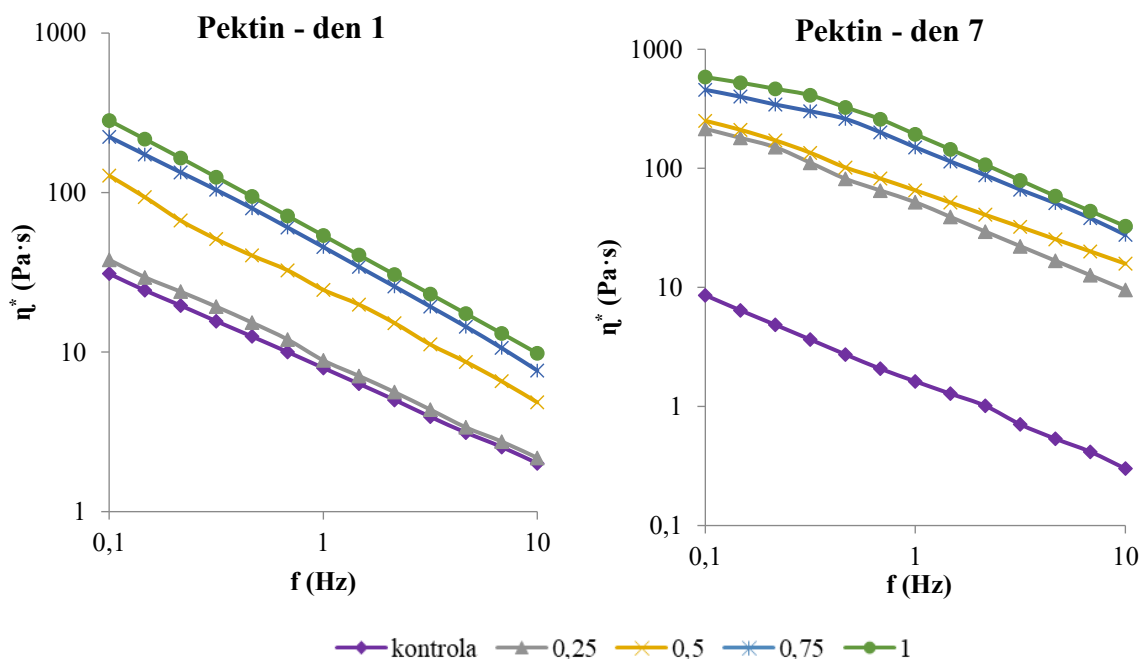 Pektin - den 1
1000
100
10
1
0,1
1
10
η* (Pa·s)
f (Hz)
Pektin - den 7
1000
100
10
1
0,1
0,1
1
10
η* (Pa·s)
f (Hz)
kontrola 0,25 0,5 0,75 1